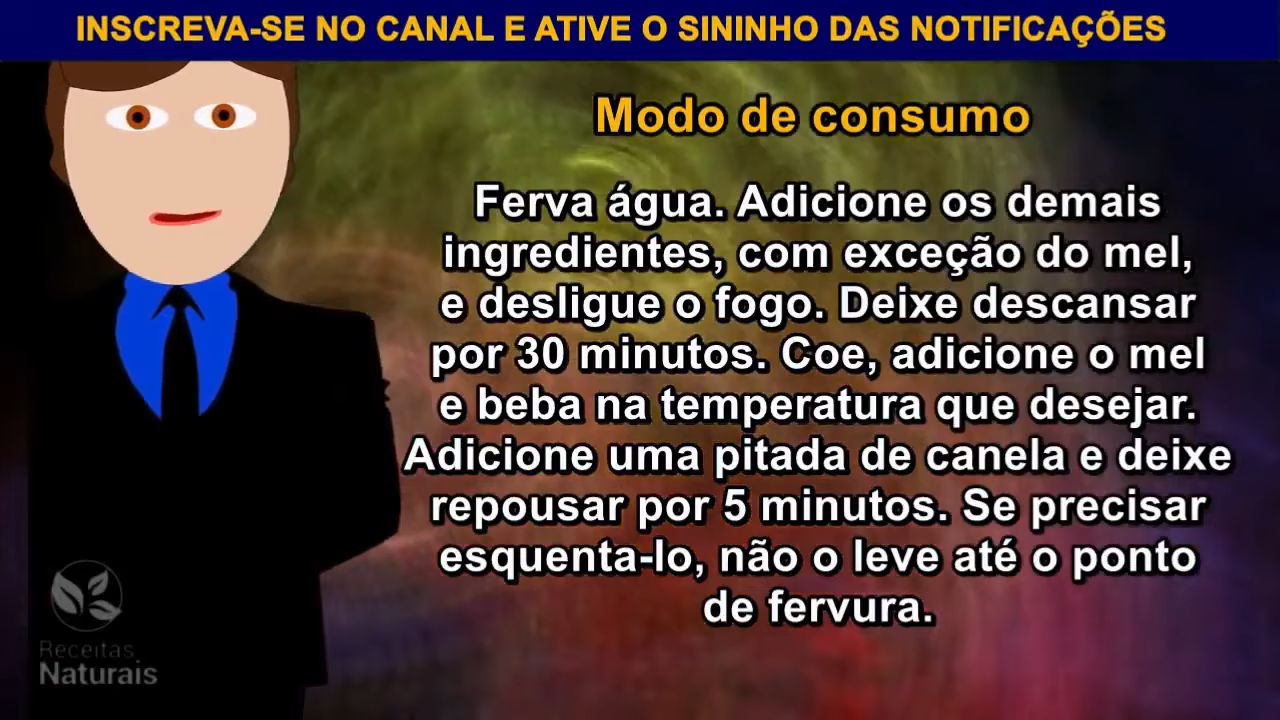 INSCREVA-SE NO CANAL E ATIVE O SININHO DAS NOTIFICAÇÕES
Modo de consumo
Ferva água. Adicione os demais
ingredientes, com exceção do mel,
e desligue o fogo. Deixe descansar
por 30 minutos. Coe, adicione o mel
e beba na temperatura que desejar.
Adicione uma pitada de canela e deixe
repousar por 5 minutos. Se precisar
esquenta-lo, não o leve até o ponto
de fervura.
Receitas
Naturais